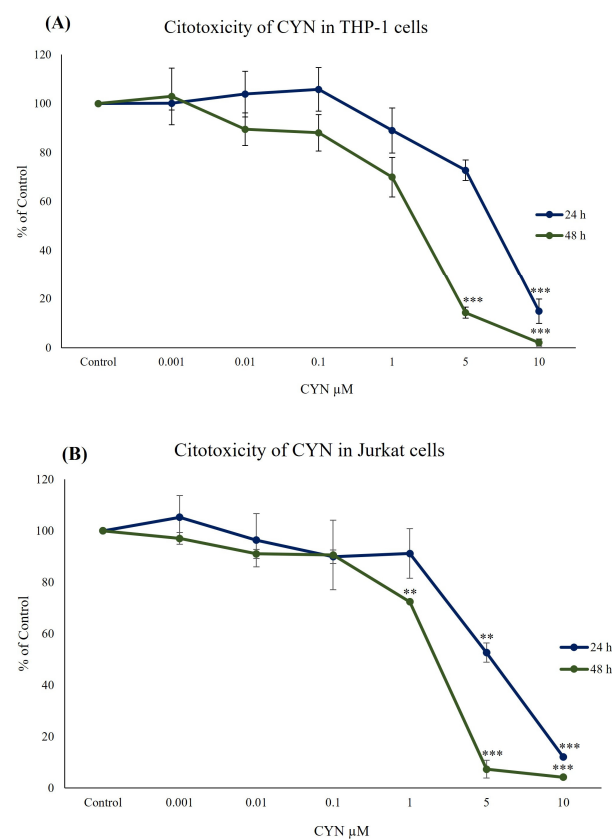 (A)
Citotoxicity of CYN in THP-1 cells
120
100
80
60
40
20
0
% of Control
***
***
***
24 h
48 h
Control 0.001 0.01 0.1 1 5 10
CYN µM
(B)
Citotoxicity of CYN in Jurkat cells
120
100
80
60
40
20
0
% of Control
**
**
***
***
***
24 h
48 h
Control 0.001 0.01 0.1 1 5 10
CYN µM